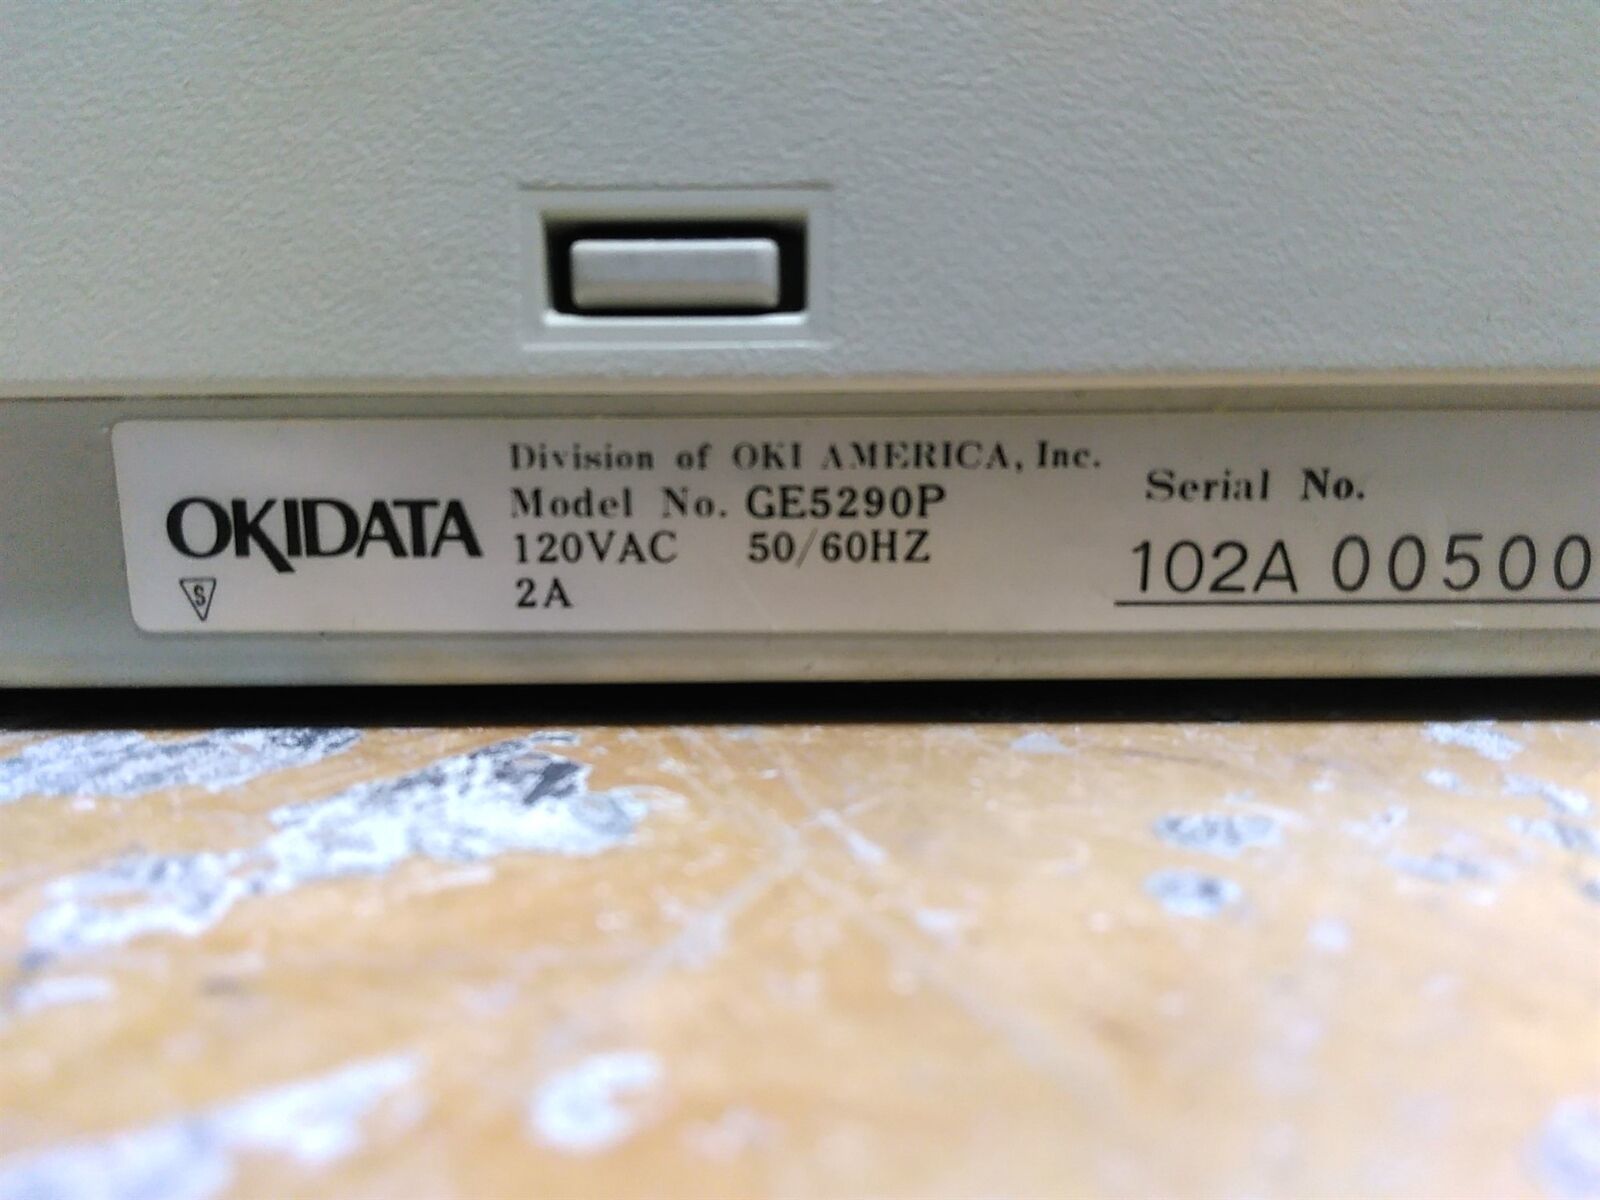 OKIDATA
S
Division of OKI AMERICA, Inc.
Model No. GE5290P
120VAC 50/60HZ
2A
Serial No.
102A 00500